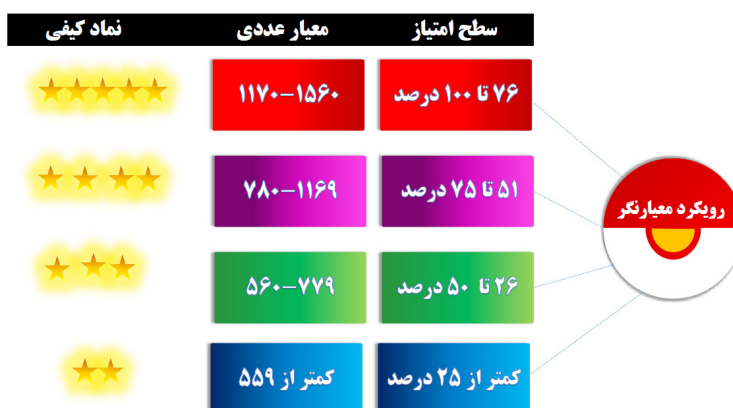 سطح امتیاز معیار عددی نماد کیفی
۷۶ تا ۱۰۰ درصد ۱۱۷۰-۱۵۶۰
۵۱ تا ۷۵ درصد ۷۸۰-۱۱۶۹
رویکرد معیارنگر
۲۶ تا ۵۰ درصد ۵۶۰-۷۷۹
کمتر از ۲۵ درصد کمتر از ۵۵۹